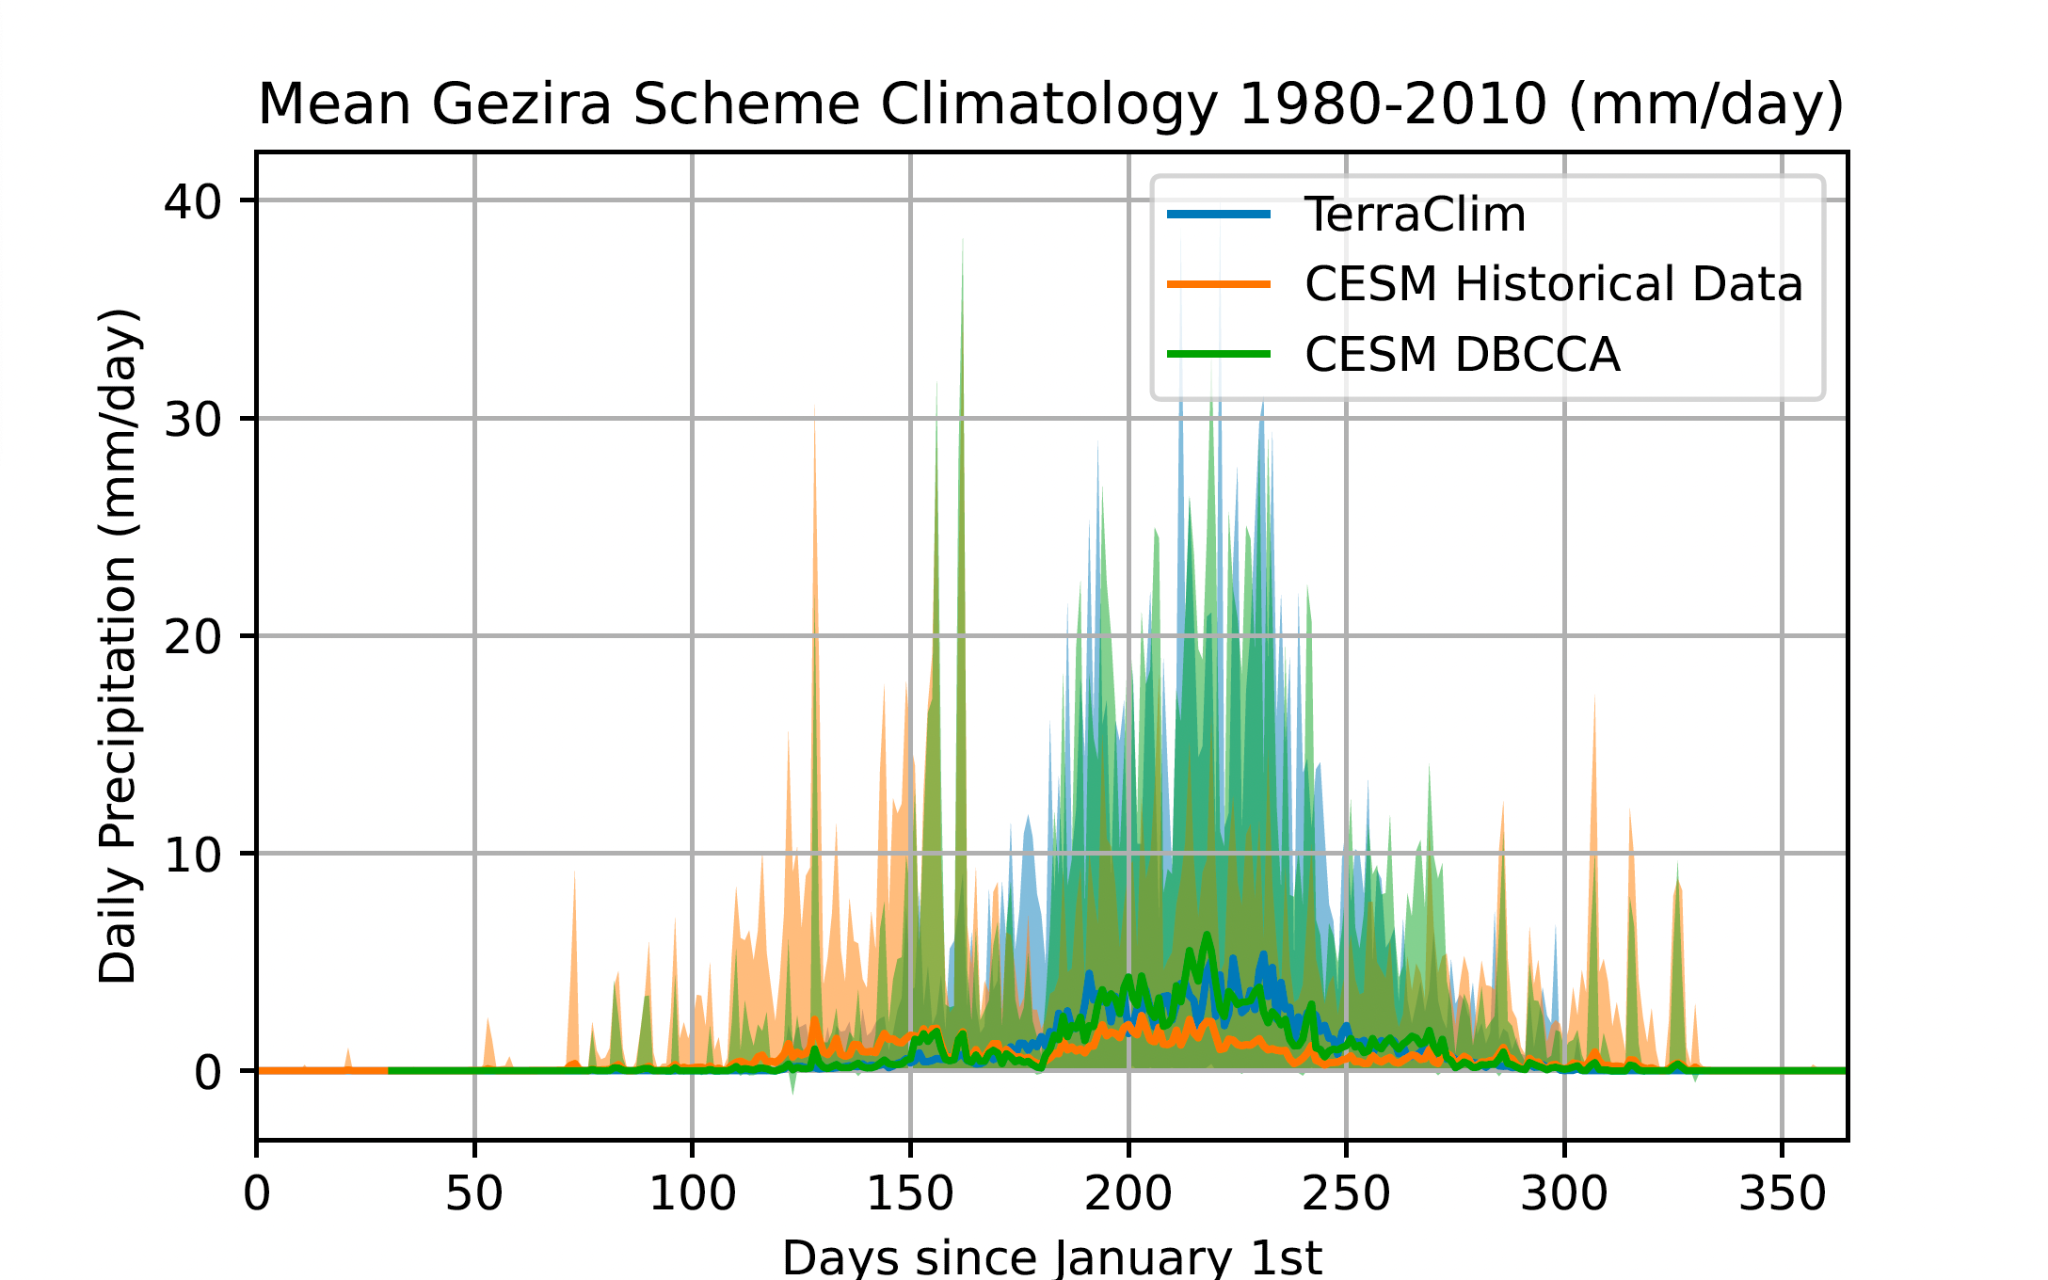 Mean Gezira Scheme Climatology 1980-2010 (mm/day)
TerraClim
CESM Historical Data
CESM DBCCA
Daily Precipitation (mm/day)
40
30
20
10
0
0 50 100 150 200 250 300 350
Days since January 1st